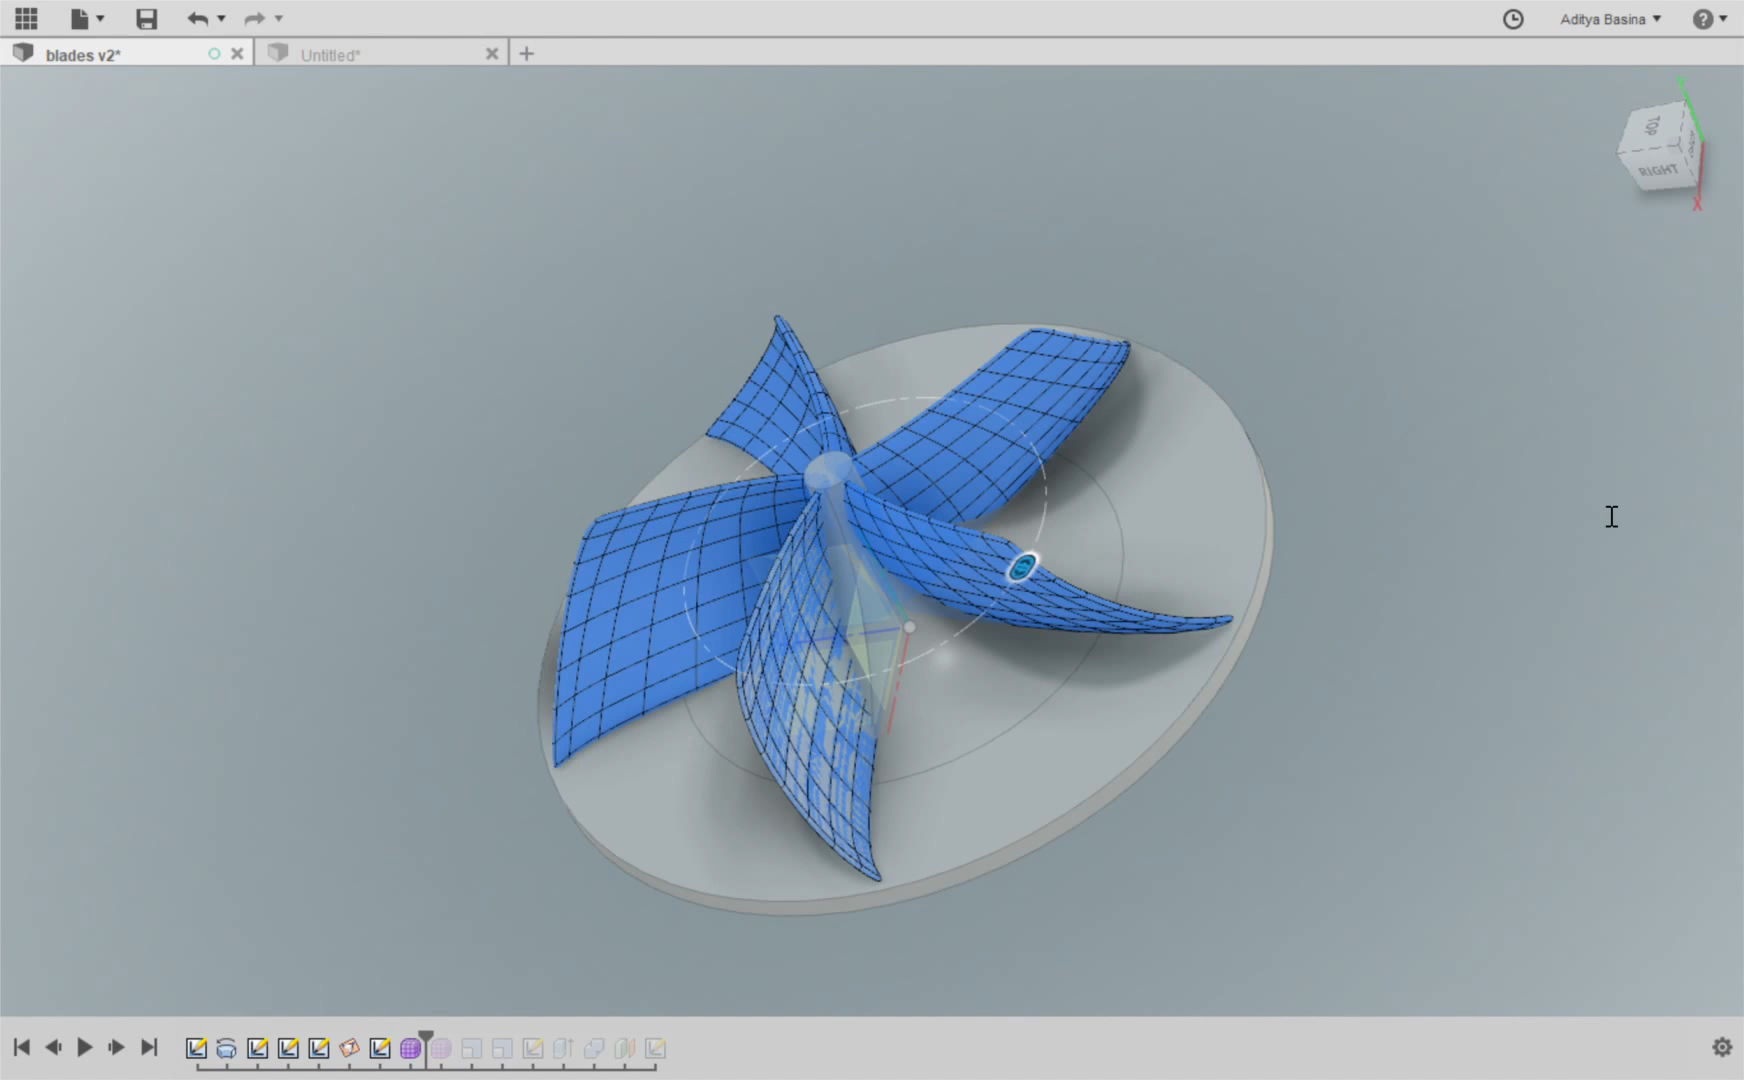 Aditya Basina
blades v2*
Untitled*
TOP
RIGHT
X